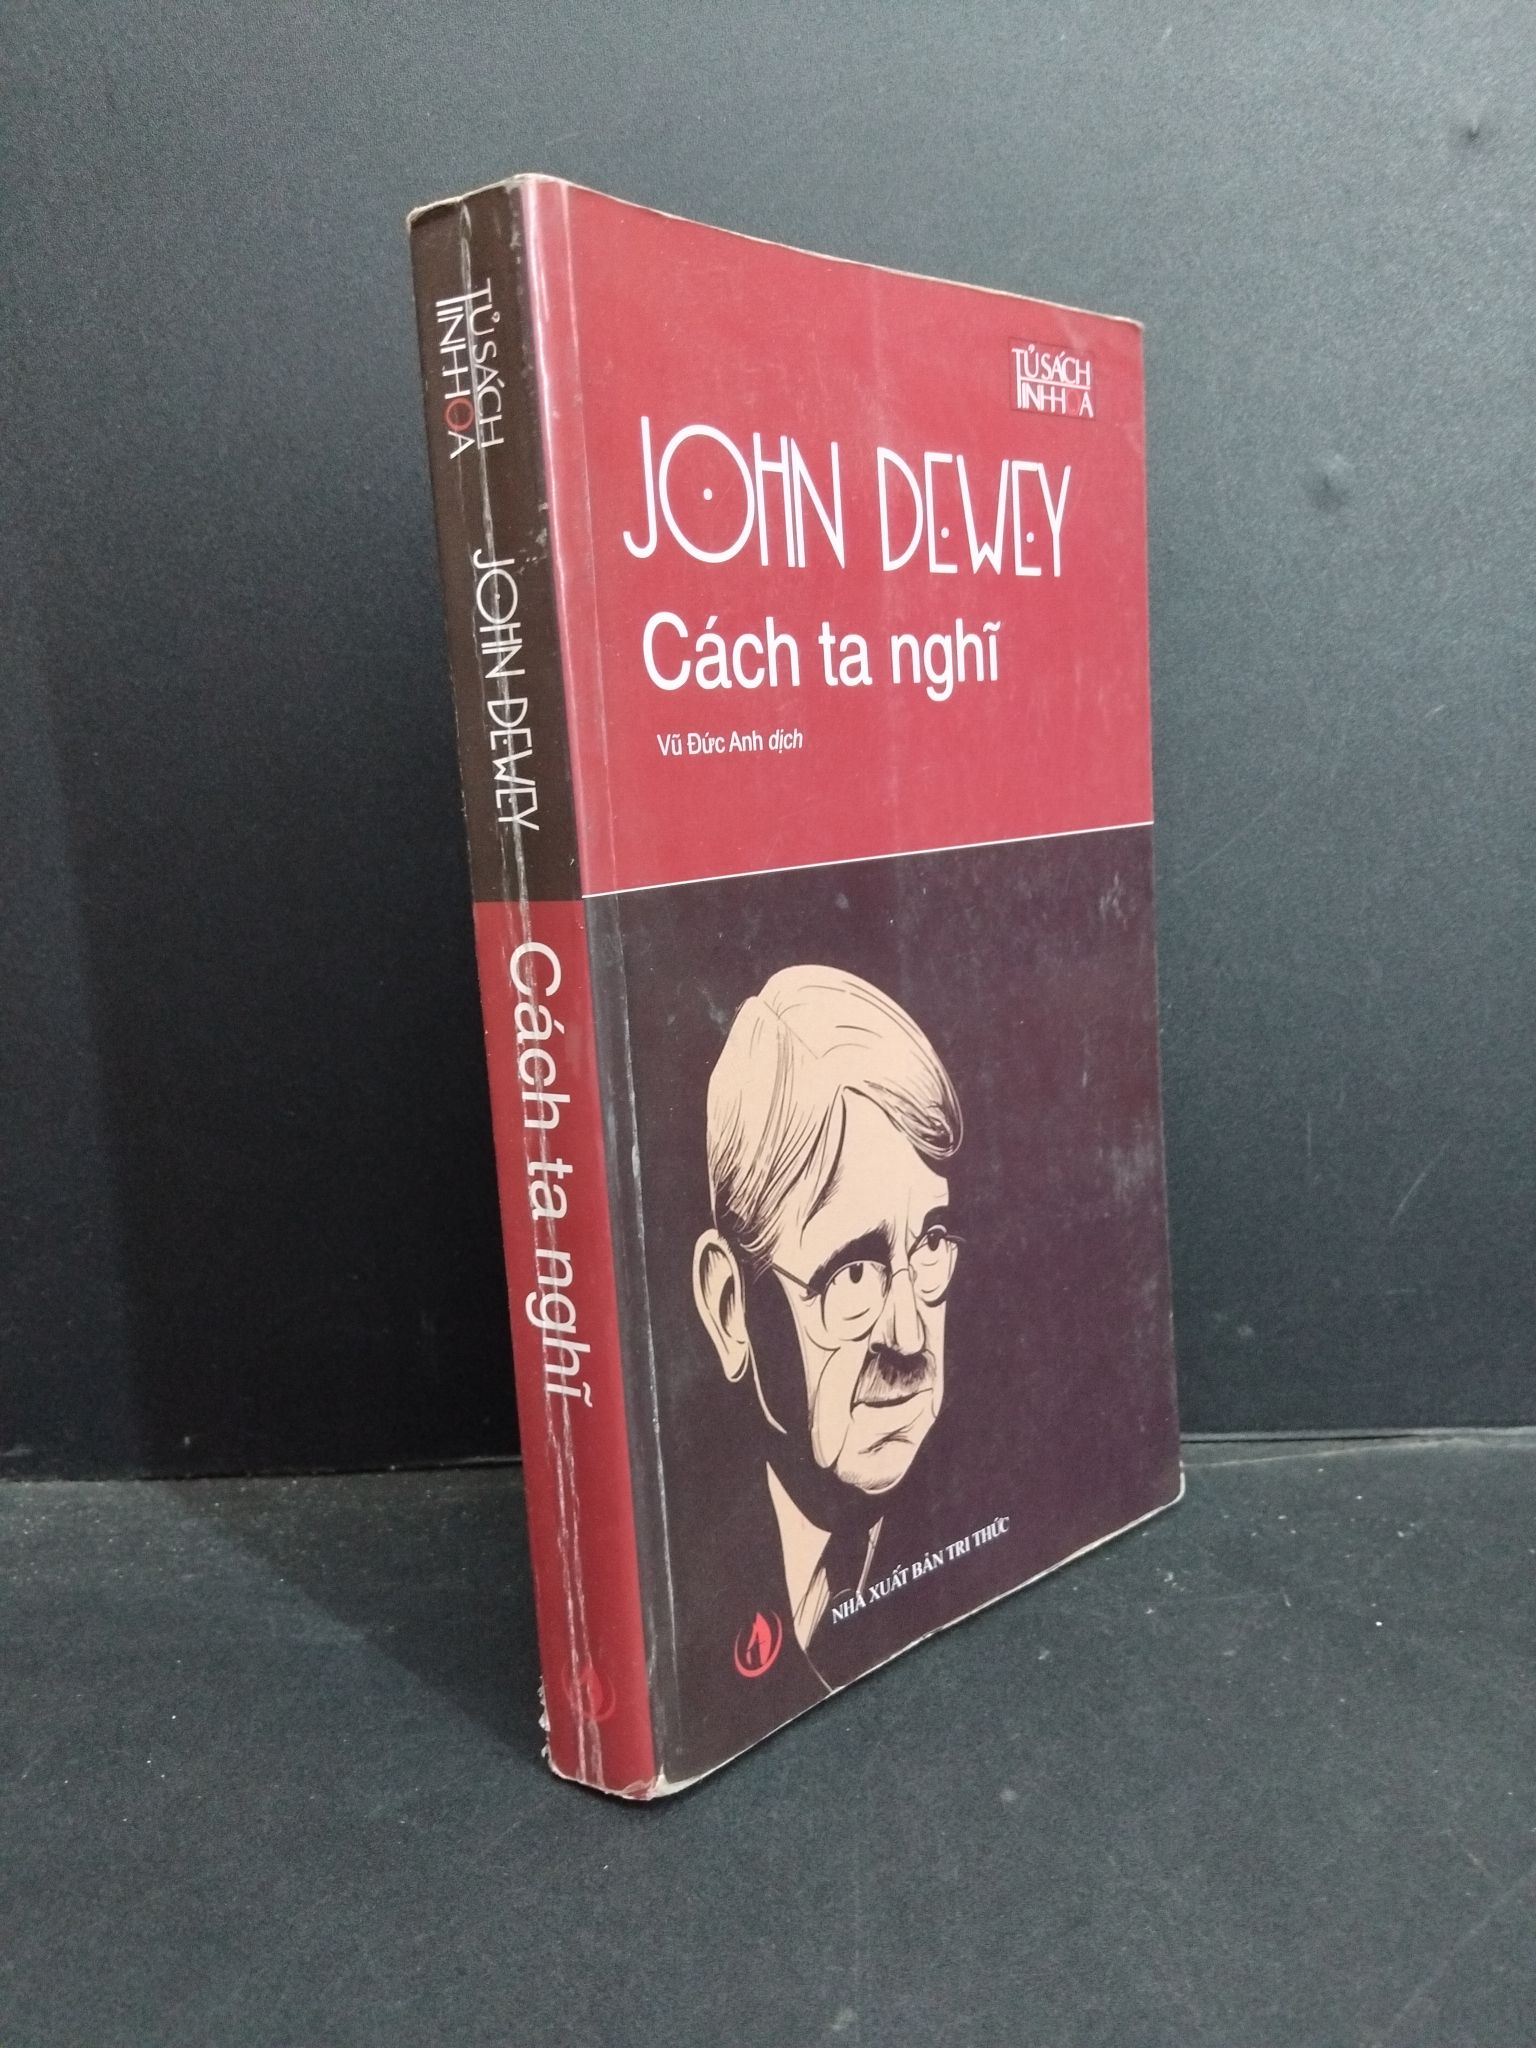 TỦ SÁCH
TINH HOA
JOHN DEWEY
Cách ta nghĩ
TỦ SÁCH
TINH HOA
JOHN DEWEY
Cách ta nghĩ
Vũ Đức Anh dịch
NHÀ XUẤT BẢN TRI THỨC